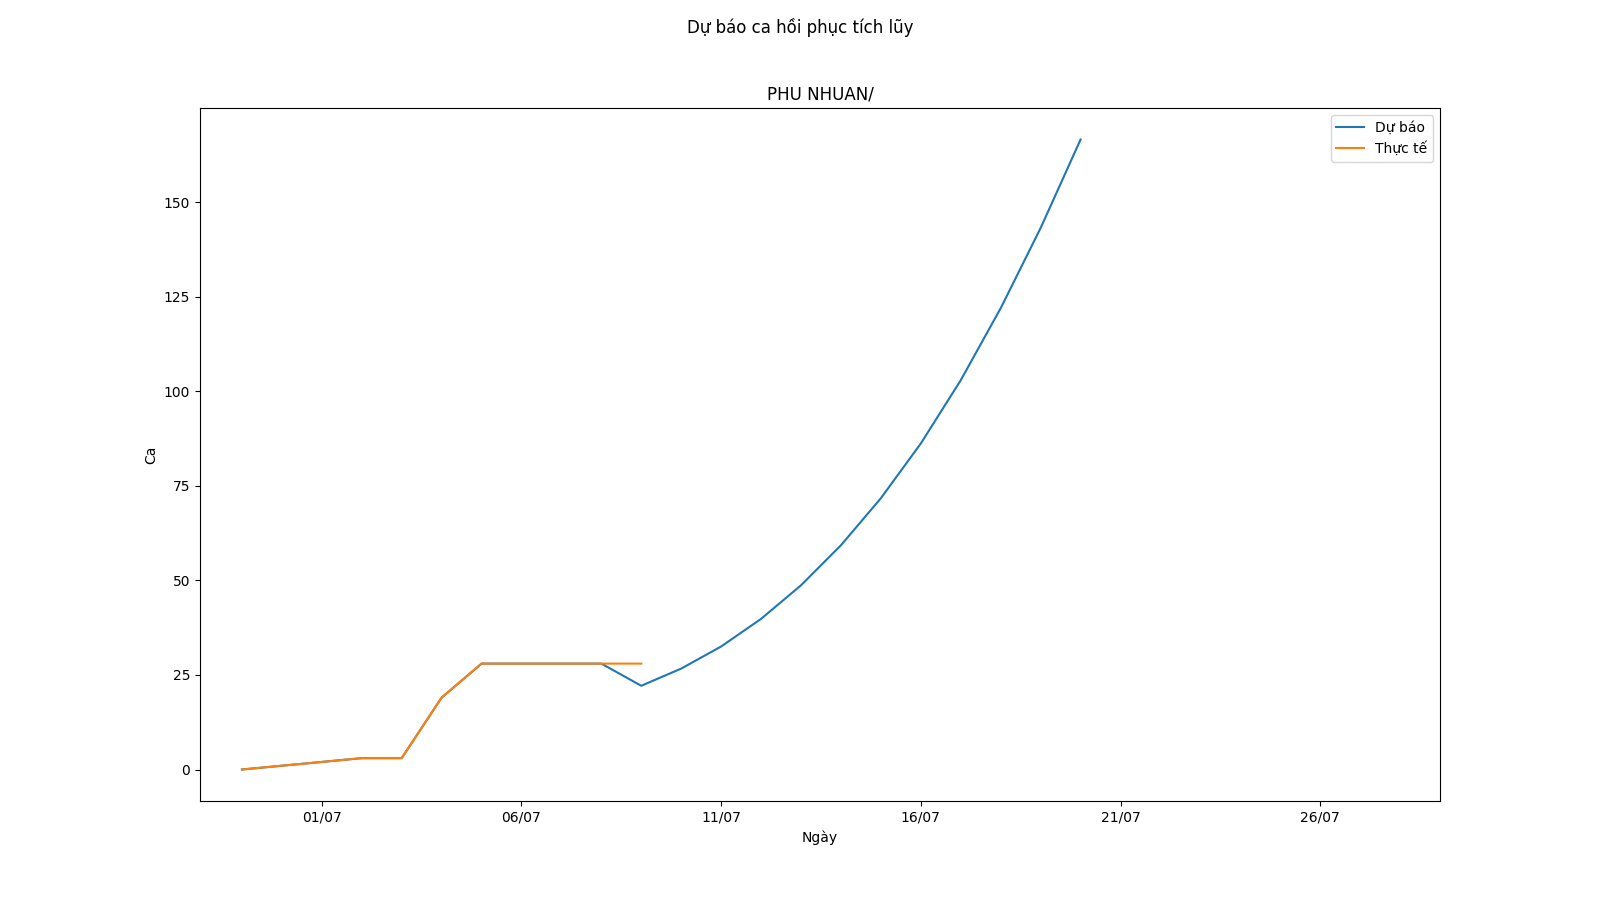 Dự báo ca hồi phục tích lũy
PHU NHUAN/
Dự báo
Thực tế
150
125
100
75
50
25
0
Ca
01/07
06/07
11/07
16/07
21/07
26/07
Ngày